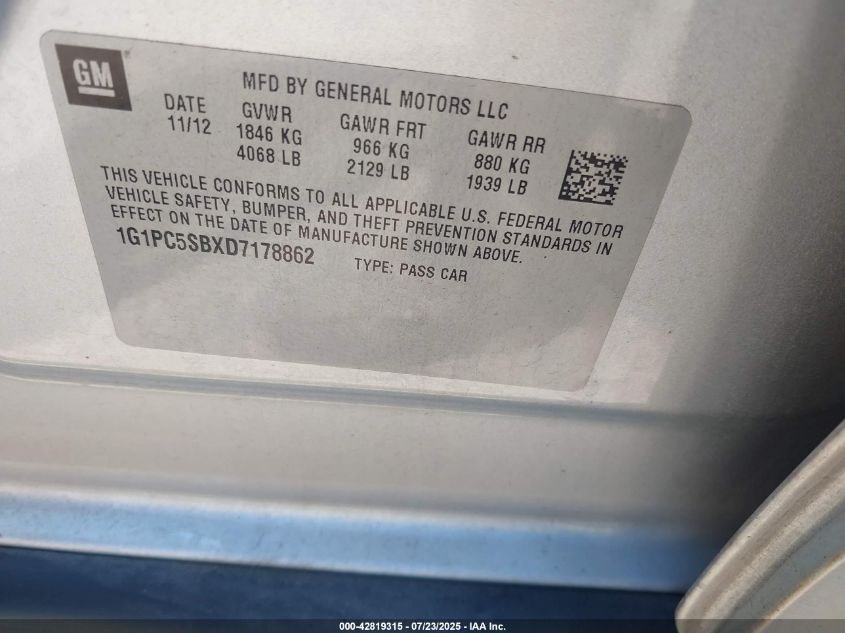 GM
MFD BY GENERAL MOTORS LLC
DATE GVWR GAWR FRT GAWR RR
11/12 1846 KG 966 KG 880 KG
4068 LB 2129 LB 1939 LB
THIS VEHICLE CONFORMS TO ALL APPLICABLE U.S. FEDERAL MOTOR
VEHICLE SAFETY, BUMPER, AND THEFT PREVENTION STANDARDS IN
EFFECT ON THE DATE OF MANUFACTURE SHOWN ABOVE.
1G1PC5SBXD7178862 TYPE: PASS CAR
000-42819315 - 07/23/2025 - IAA Inc.